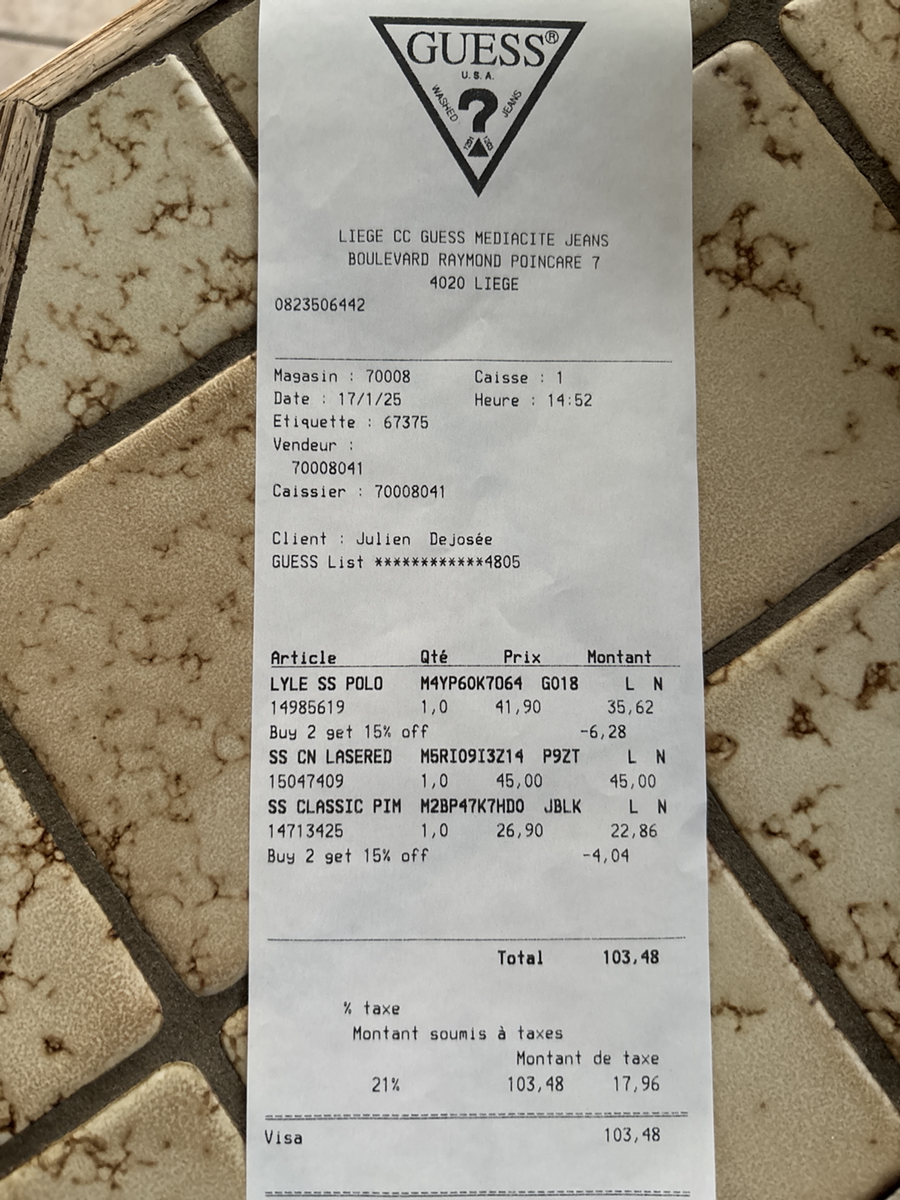 GUESS®
U.S.A.
WASHED ? JEANS
LIEGE CC GUESS MEDIACITE JEANS
BOULEVARD RAYMOND POINCARE 7
4020 LIEGE
0823506442
Magasin : 70008 Caisse : 1
Date : 17/1/25 Heure : 14:52
Etiquette : 67375
Vendeur :
70008041
Caissier : 70008041
Client : Julien Dejosée
GUESS List ************4805
Article Qté Prix Montant
LYLE SS POLO M4YP60K7064 G018 L N
14985619 1,0 41,90 35,62
Buy 2 get 15% off -6,28
SS CN LASERED M5RI09I3Z14 P9ZT L N
15047409 1,0 45,00 45,00
SS CLASSIC PIM M2BP47K7HD0 JBLK L N
14713425 1,0 26,90 22,86
Buy 2 get 15% off -4,04
Total 103,48
% taxe
Montant soumis à taxes
Montant de taxe
21% 103,48 17,96
Visa 103,48